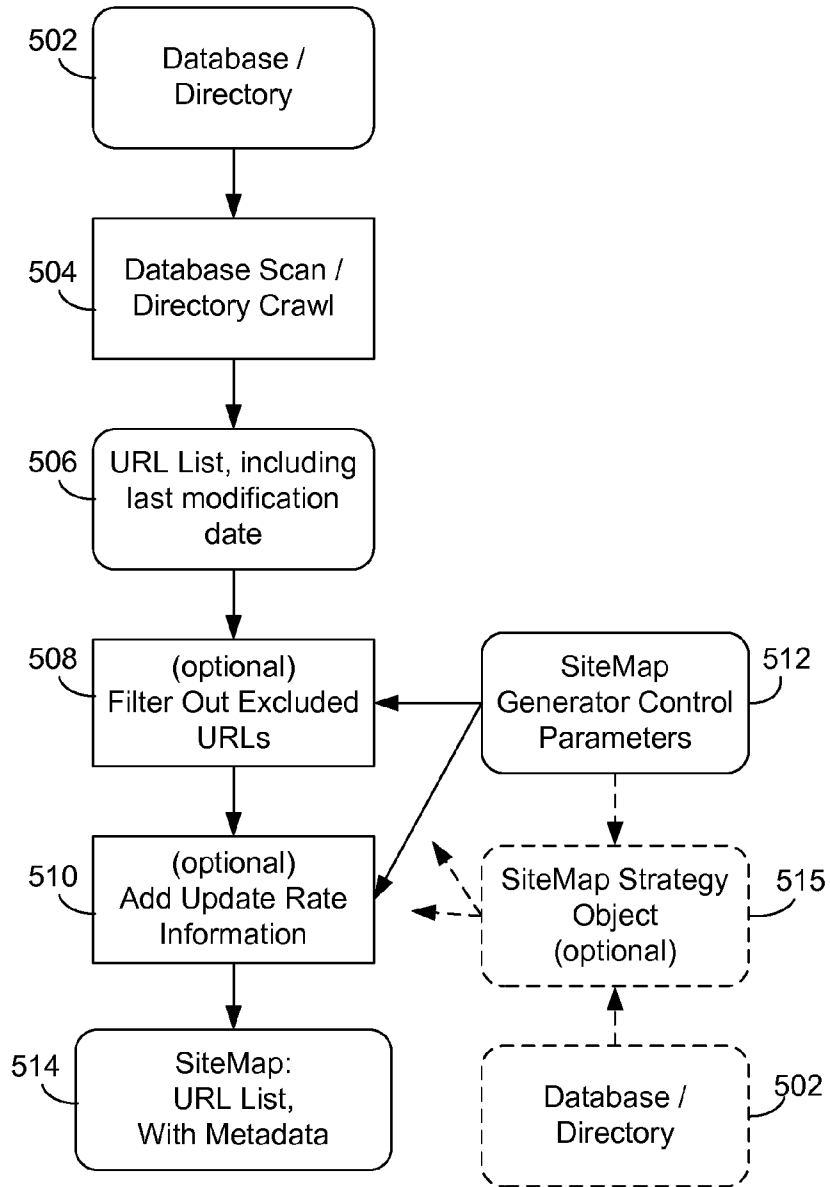 502
Database /
Directory
504
Database Scan /
Directory Crawl
506
URL List, including
last modification
date
508
(optional)
Filter Out Excluded
URLs
SiteMap
Generator Control
Parameters
512
510
(optional)
Add Update Rate
Information
SiteMap Strategy
Object
(optional)
515
514
SiteMap:
URL List,
With Metadata
Database /
Directory
502